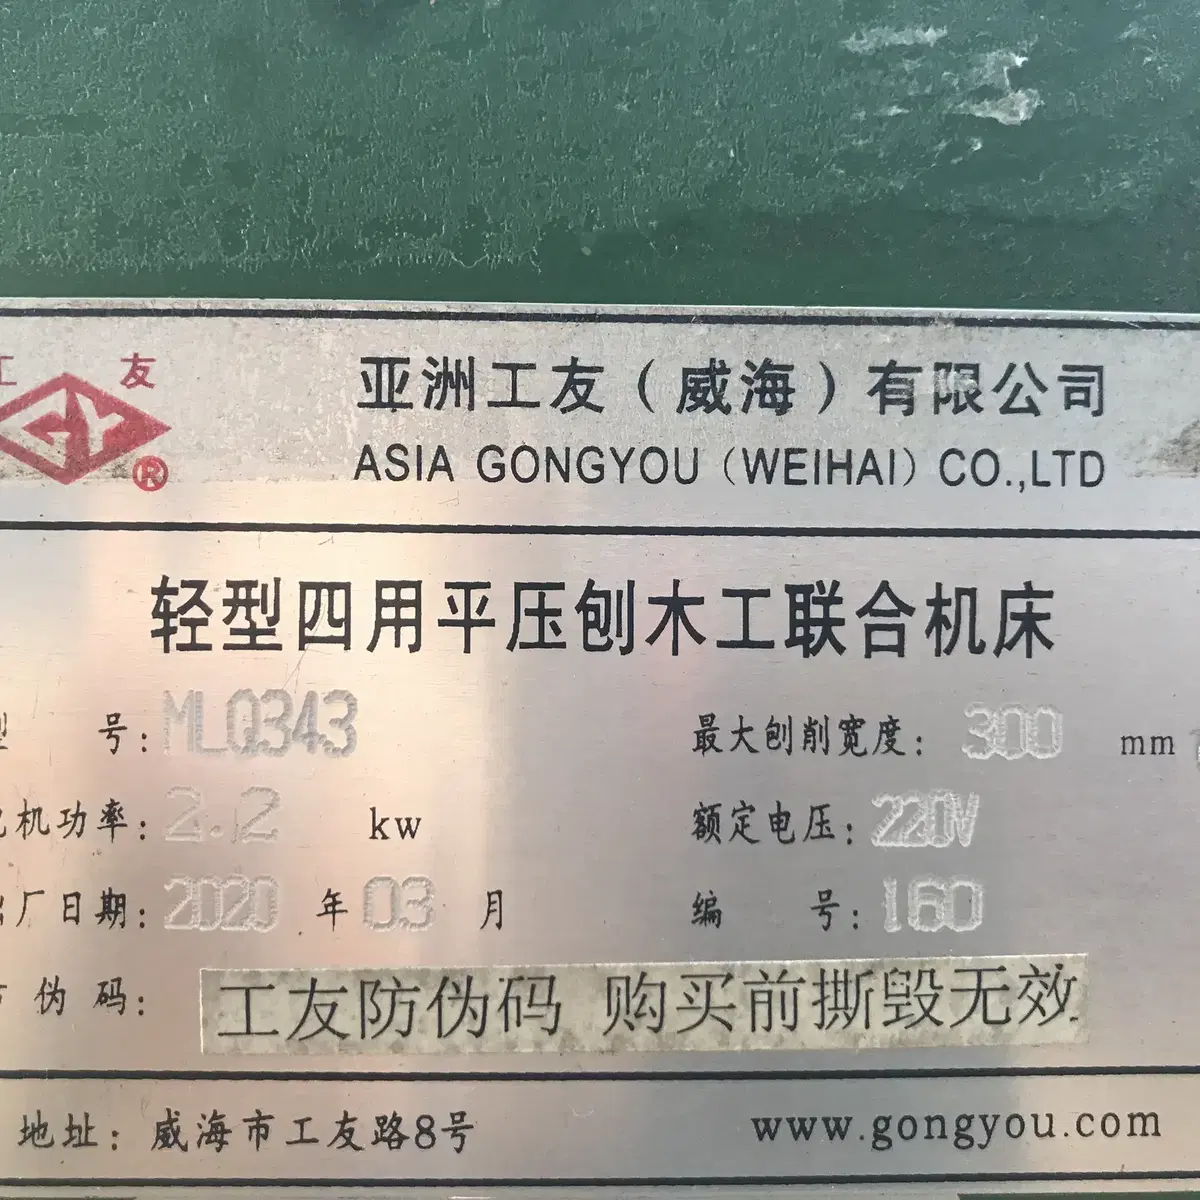 工 友
GY ®
亚洲工友（威海）有限公司
ASIA GONGYOU（WEIHAI）CO.,LTD
轻型四用平压刨木工联合机床
型 号: MLQ343 最大刨削宽度: 300 mm
机功率: 2.2 kw 额定电压: 220V
出厂日期: 2020 年 03 月 编 号: 160
防伪码: 工友防伪码 购买前撕毁无效
地址: 威海市工友路8号 www.gongyou.com